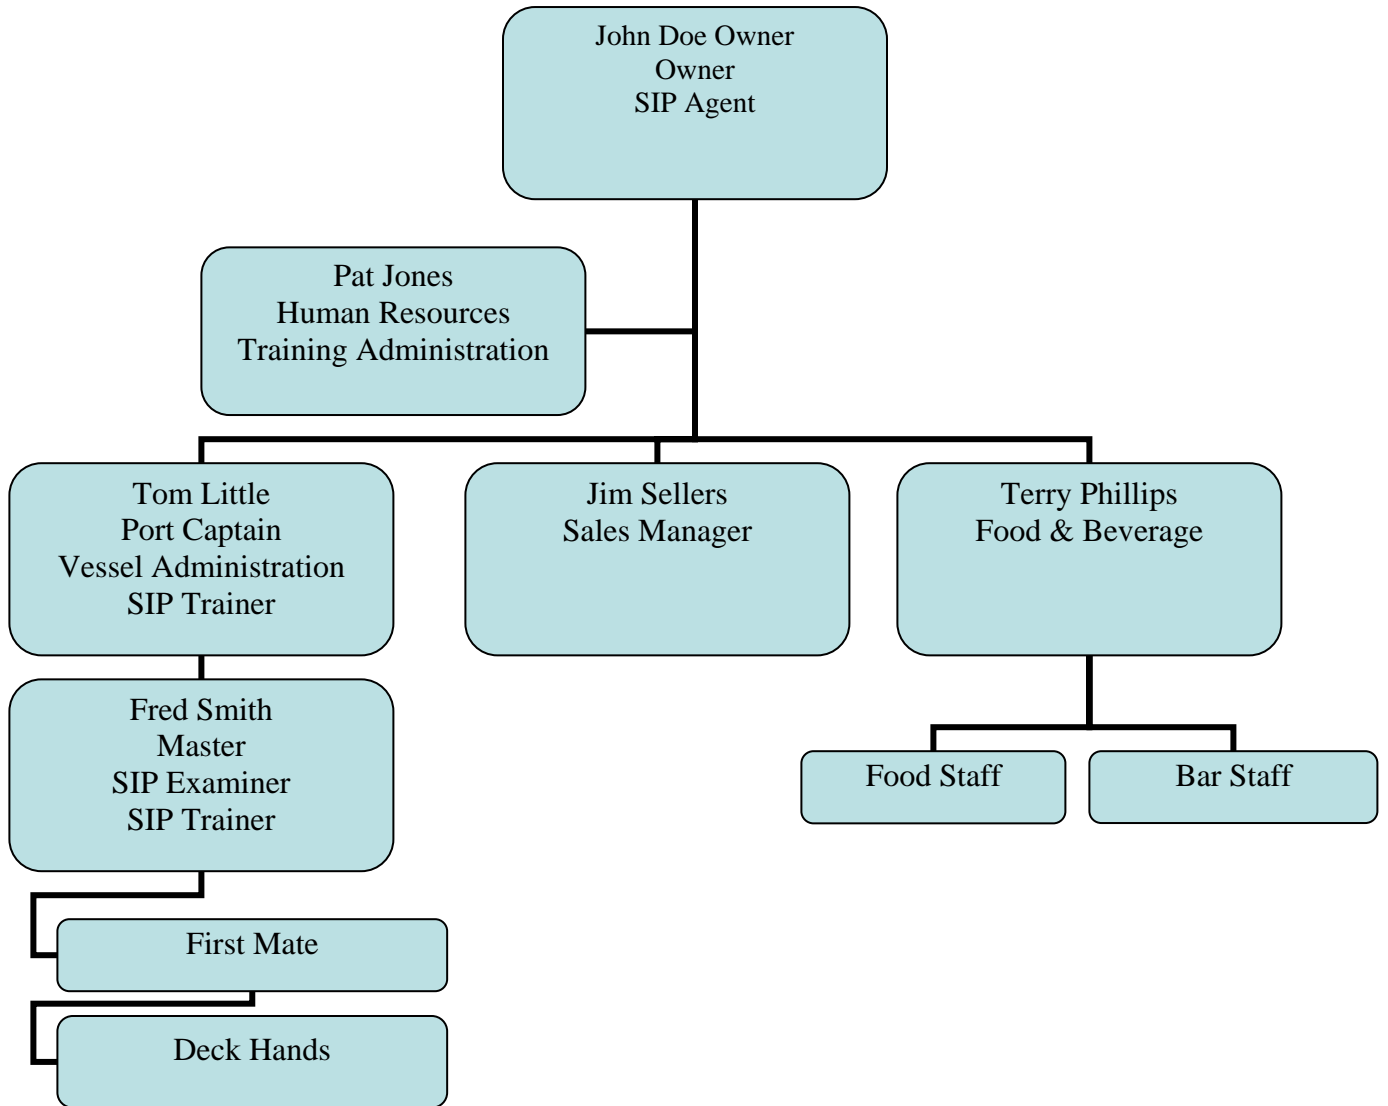 John Doe Owner
Owner
SIP Agent
Pat Jones
Human Resources
Training Administration
Tom Little
Port Captain
Vessel Administration
SIP Trainer
Jim Sellers
Sales Manager
Terry Phillips
Food & Beverage
Fred Smith
Master
SIP Examiner
SIP Trainer
Food Staff
Bar Staff
First Mate
Deck Hands